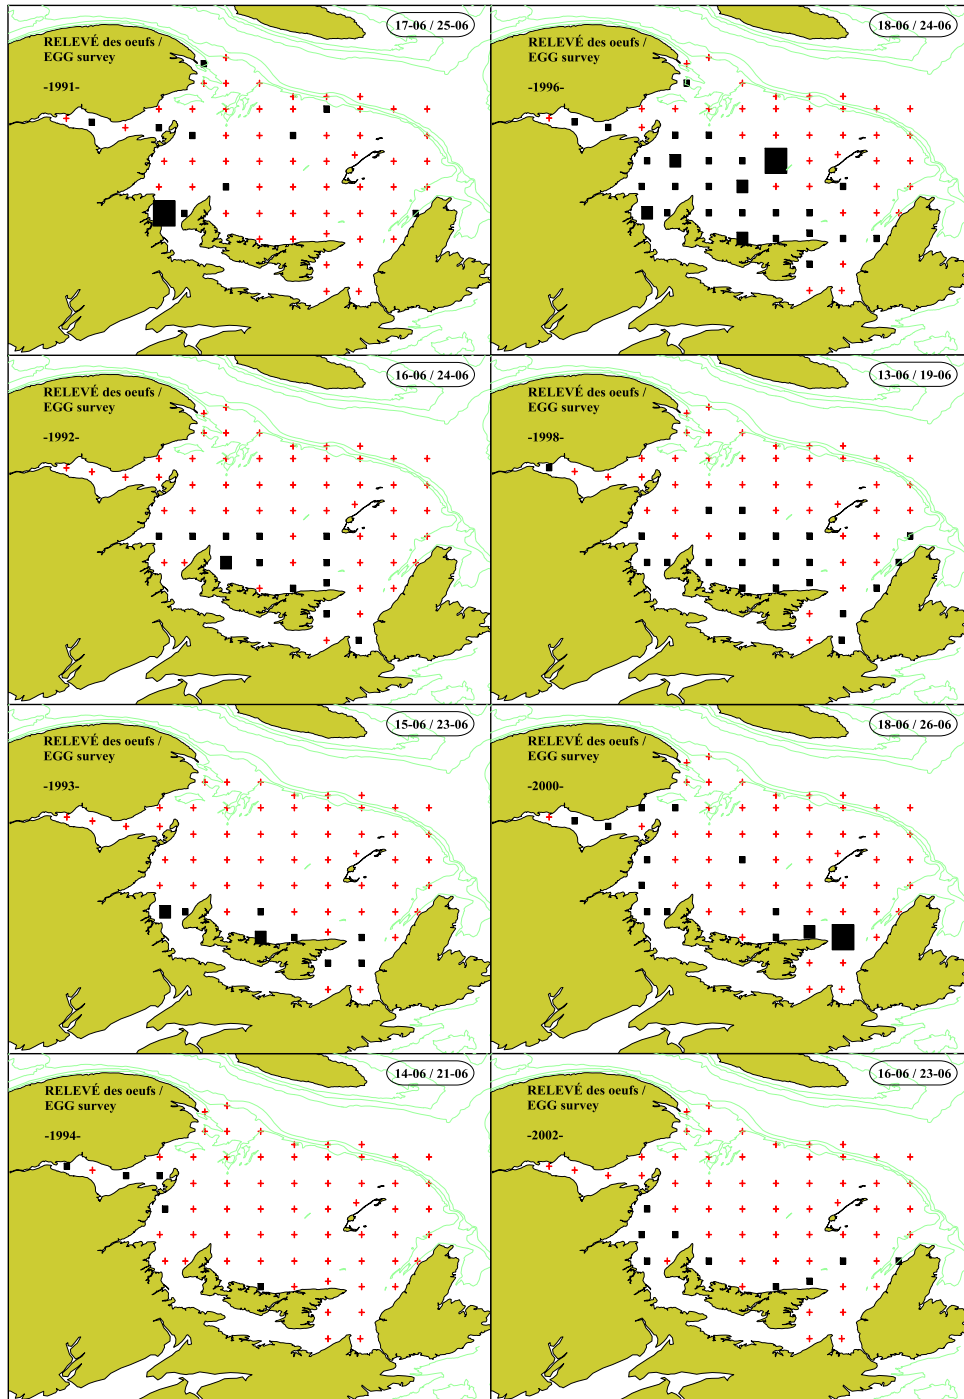 17-06 / 25-06
RELEVÉ des oeufs /
EGG survey
-1991-
18-06 / 24-06
RELEVÉ des oeufs /
EGG survey
-1996-
16-06 / 24-06
RELEVÉ des oeufs /
EGG survey
-1992-
13-06 / 19-06
RELEVÉ des oeufs /
EGG survey
-1998-
15-06 / 23-06
RELEVÉ des oeufs /
EGG survey
-1993-
18-06 / 26-06
RELEVÉ des oeufs /
EGG survey
-2000-
14-06 / 21-06
RELEVÉ des oeufs /
EGG survey
-1994-
16-06 / 23-06
RELEVÉ des oeufs /
EGG survey
-2002-